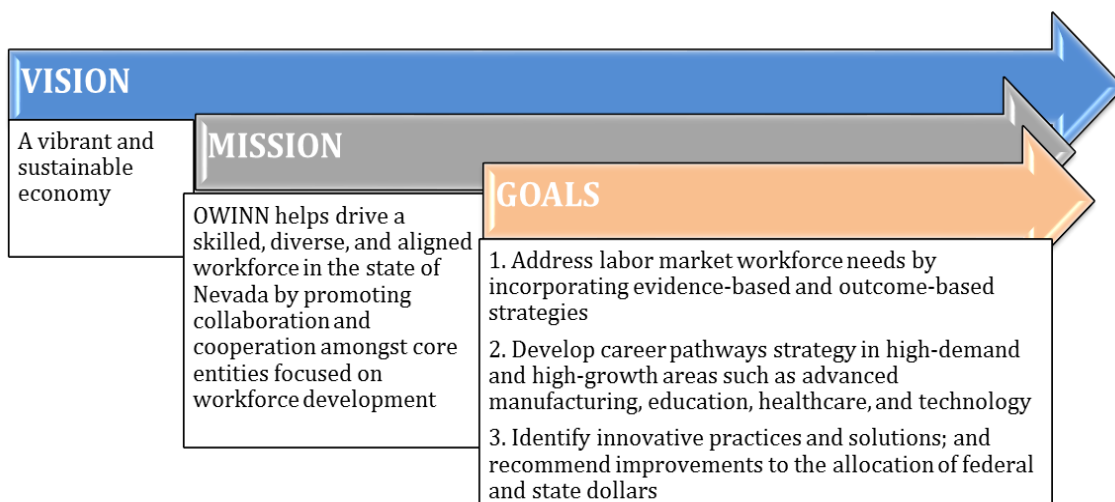 VISION
A vibrant and
sustainable
economy
MISSION
OWINN helps drive a
skilled, diverse, and aligned
workforce in the state of
Nevada by promoting
collaboration and
cooperation amongst core
entities focused on
workforce development
GOALS
1. Address labor market workforce needs by
incorporating evidence-based and outcome-based
strategies
2. Develop career pathways strategy in high-demand
and high-growth areas such as advanced
manufacturing, education, healthcare, and technology
3. Identify innovative practices and solutions; and
recommend improvements to the allocation of federal
and state dollars